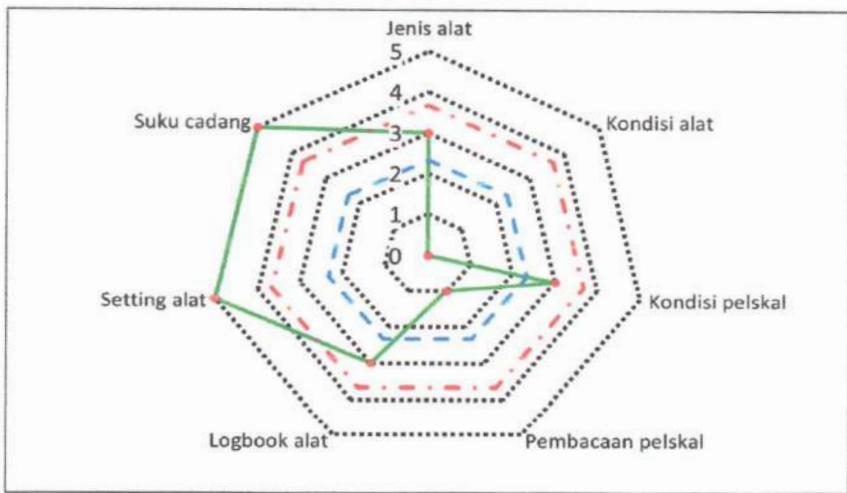 Jenis alat
5
4
3
2
1
0
Suku cadang
Kondisi alat
Setting alat
Kondisi pelskal
Logbook alat
Pembacaan pelskal